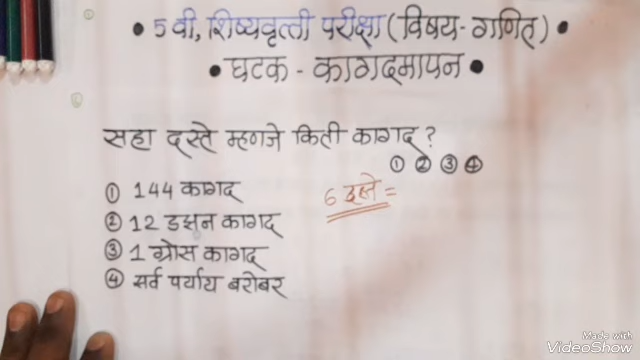 • 5 वी, शिष्यवृत्ती परीक्षा (विषय - गणित) •
• घटक - कागदमापन •
सहा दस्ते म्हणजे किती कागद ?
① ② ③ ④
① 144 कागद
6 दस्ते =
② 12 डझन कागद
③ 1 ग्रोस कागद
④ सर्व पर्याय बरोबर
Made with
VideoShow